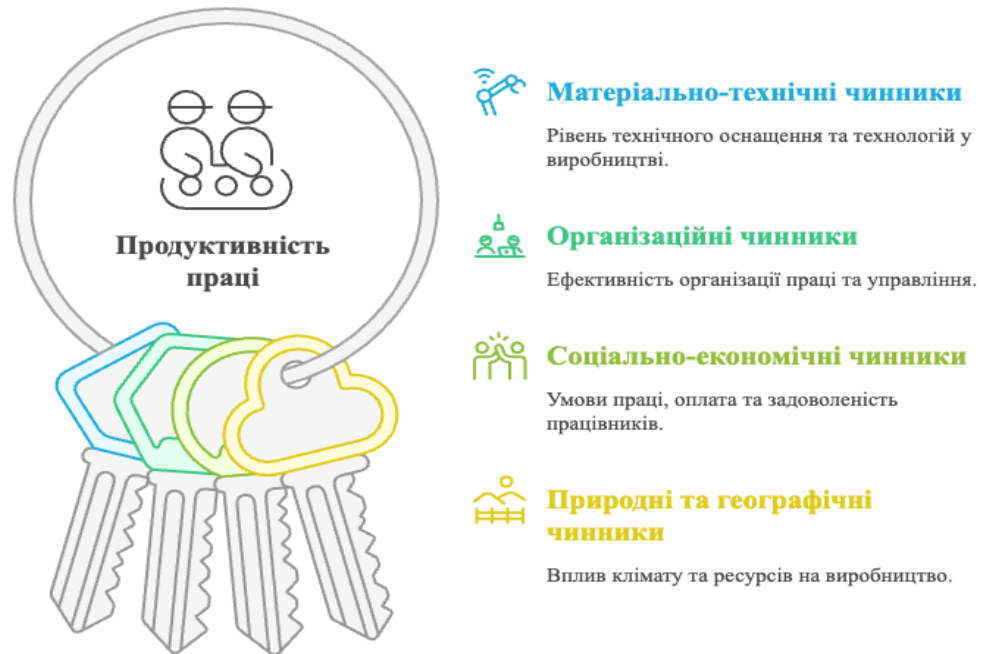 Продуктивність
праці
Матеріально-технічні чинники
Рівень технічного оснащення та технологій у
виробництві.
Організаційні чинники
Ефективність організації праці та управління.
Соціально-економічні чинники
Умови праці, оплата та задоволеність
працівників.
Природні та географічні
чинники
Вплив клімату та ресурсів на виробництво.